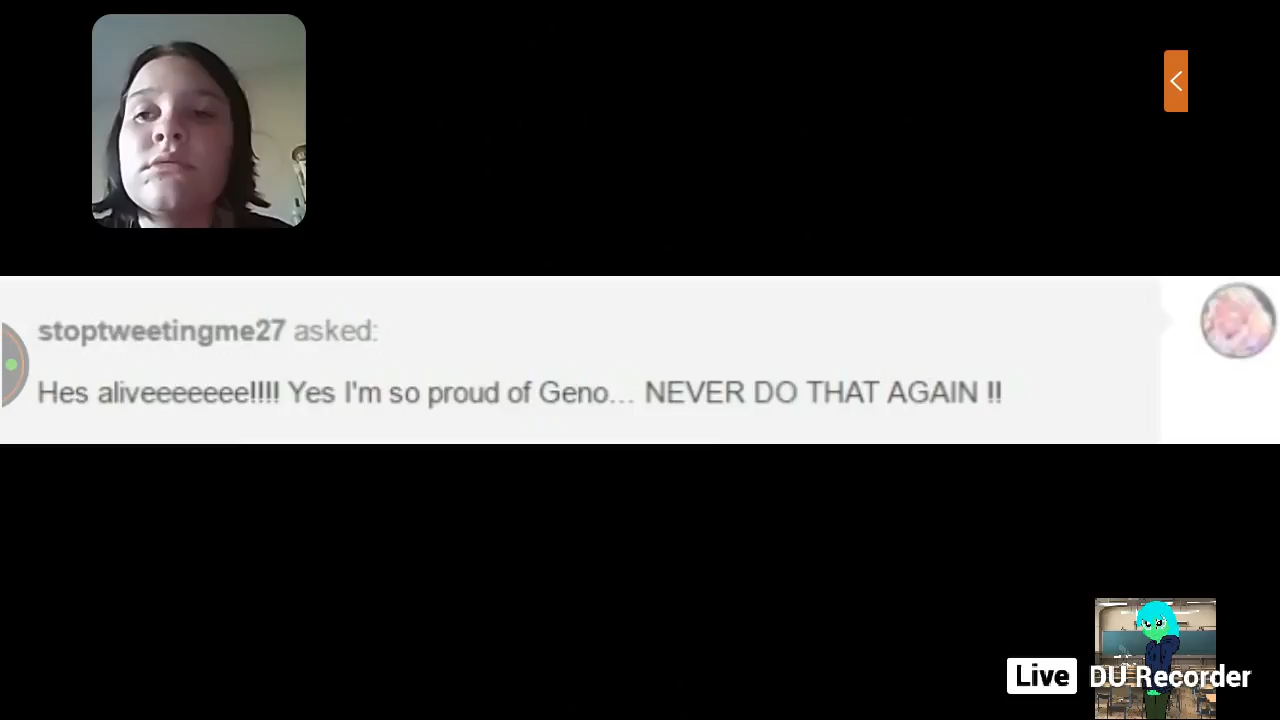 stoptweetingme27 asked:
Hes aliveeeeeee!!!! Yes I'm so proud of Geno... NEVER DO THAT AGAIN !!
Live DU Recorder